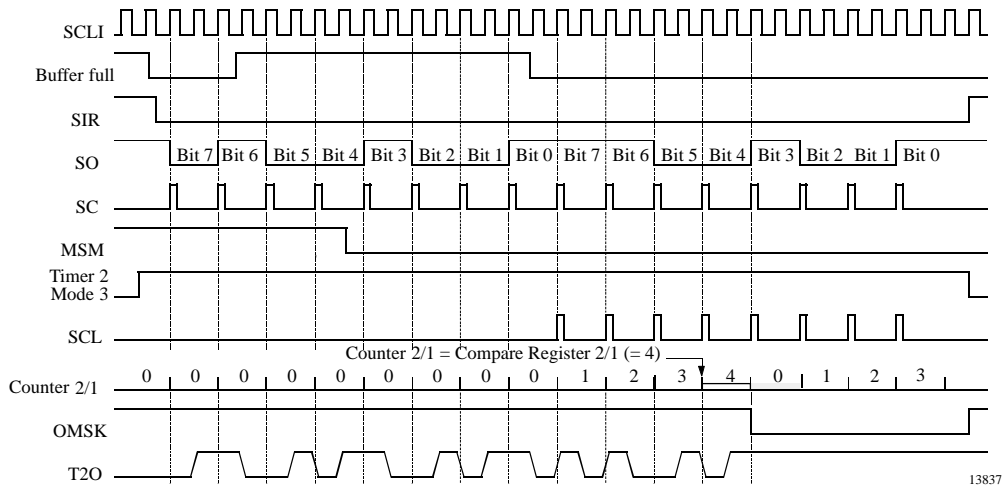 SCLI
Buffer full
SIR
SO Bit 7 Bit 6 Bit 5 Bit 4 Bit 3 Bit 2 Bit 1 Bit 0 Bit 7 Bit 6 Bit 5 Bit 4 Bit 3 Bit 2 Bit 1 Bit 0
SC
MSM
Timer 2
Mode 3
SCL
Counter 2/1 = Compare Register 2/1 (= 4)
Counter 2/1 0 0 0 0 0 0 0 0 0 1 2 3 4 0 1 2 3
OMSK
T2O
13837